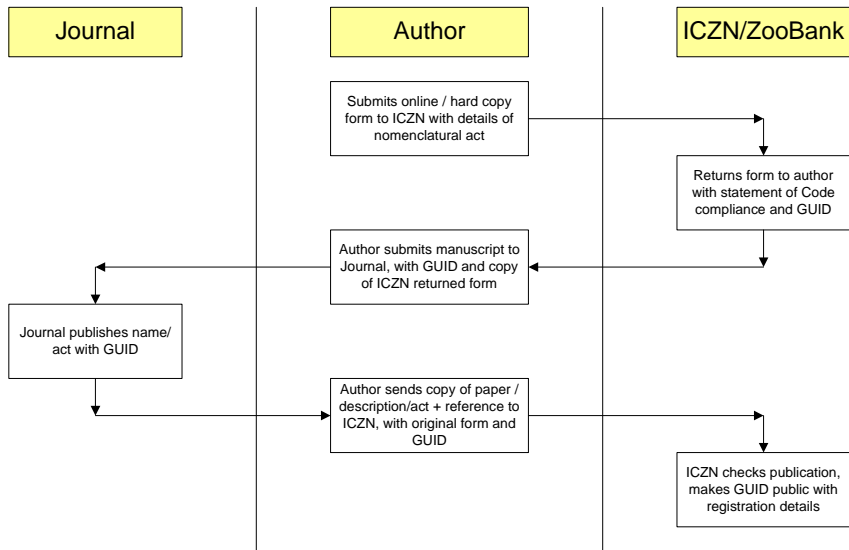 Journal
Author
ICZN/ZooBank
Submits online / hard copy
form to ICZN with details of
nomenclatural act
Returns form to author
with statement of Code
compliance and GUID
Author submits manuscript to
Journal, with GUID and copy
of ICZN returned form
Journal publishes name/
act with GUID
Author sends copy of paper /
description/act + reference to
ICZN, with original form and
GUID
ICZN checks publication,
makes GUID public with
registration details